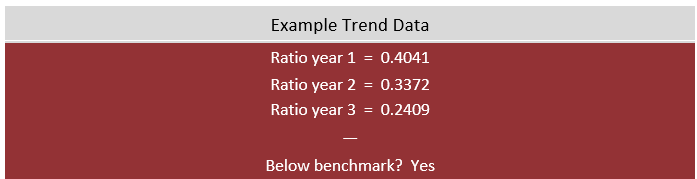 Example Trend Data
Ratio year 1 = 0.4041
Ratio year 2 = 0.3372
Ratio year 3 = 0.2409
—
Below benchmark? Yes